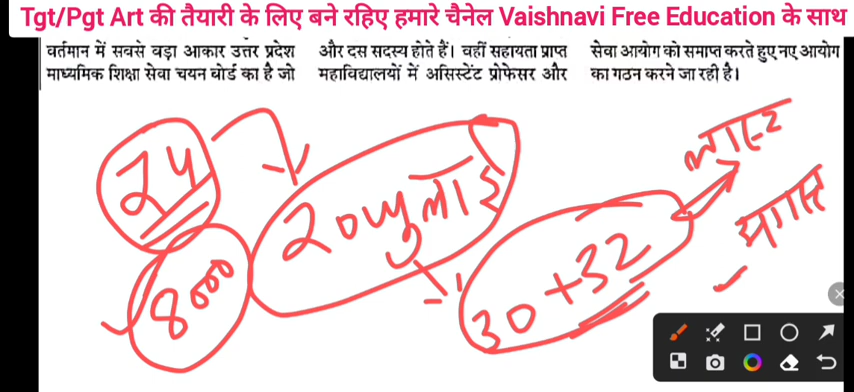 Tgt/Pgt Art की तैयारी के लिए बने रहिए हमारे चैनेल Vaishnavi Free Education के साथ
वर्तमान में सबसे बड़ा आकार उत्तर प्रदेश
माध्यमिक शिक्षा सेवा चयन बोर्ड का है जो
और दस सदस्य होते हैं। वहीं सहायता प्राप्त
महाविद्यालयों में असिस्टेंट प्रोफेसर और
सेवा आयोग को समाप्त करते हुए नए आयोग
का गठन करने जा रही है।
24
20 जुलाई
8000
30+32
लास्ट